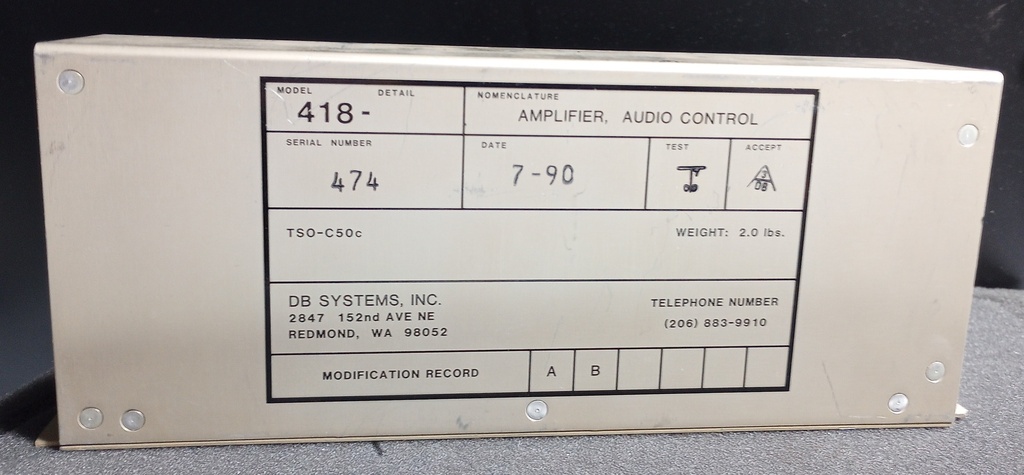 MODEL DETAIL
418-
NOMENCLATURE
AMPLIFIER, AUDIO CONTROL
SERIAL NUMBER
474
DATE
7-90
TEST
ACCEPT
3
DB
TSO-C50c
WEIGHT: 2.0 lbs.
DB SYSTEMS, INC.
2847 152nd AVE NE
REDMOND, WA 98052
TELEPHONE NUMBER
(206) 883-9910
MODIFICATION RECORD A B